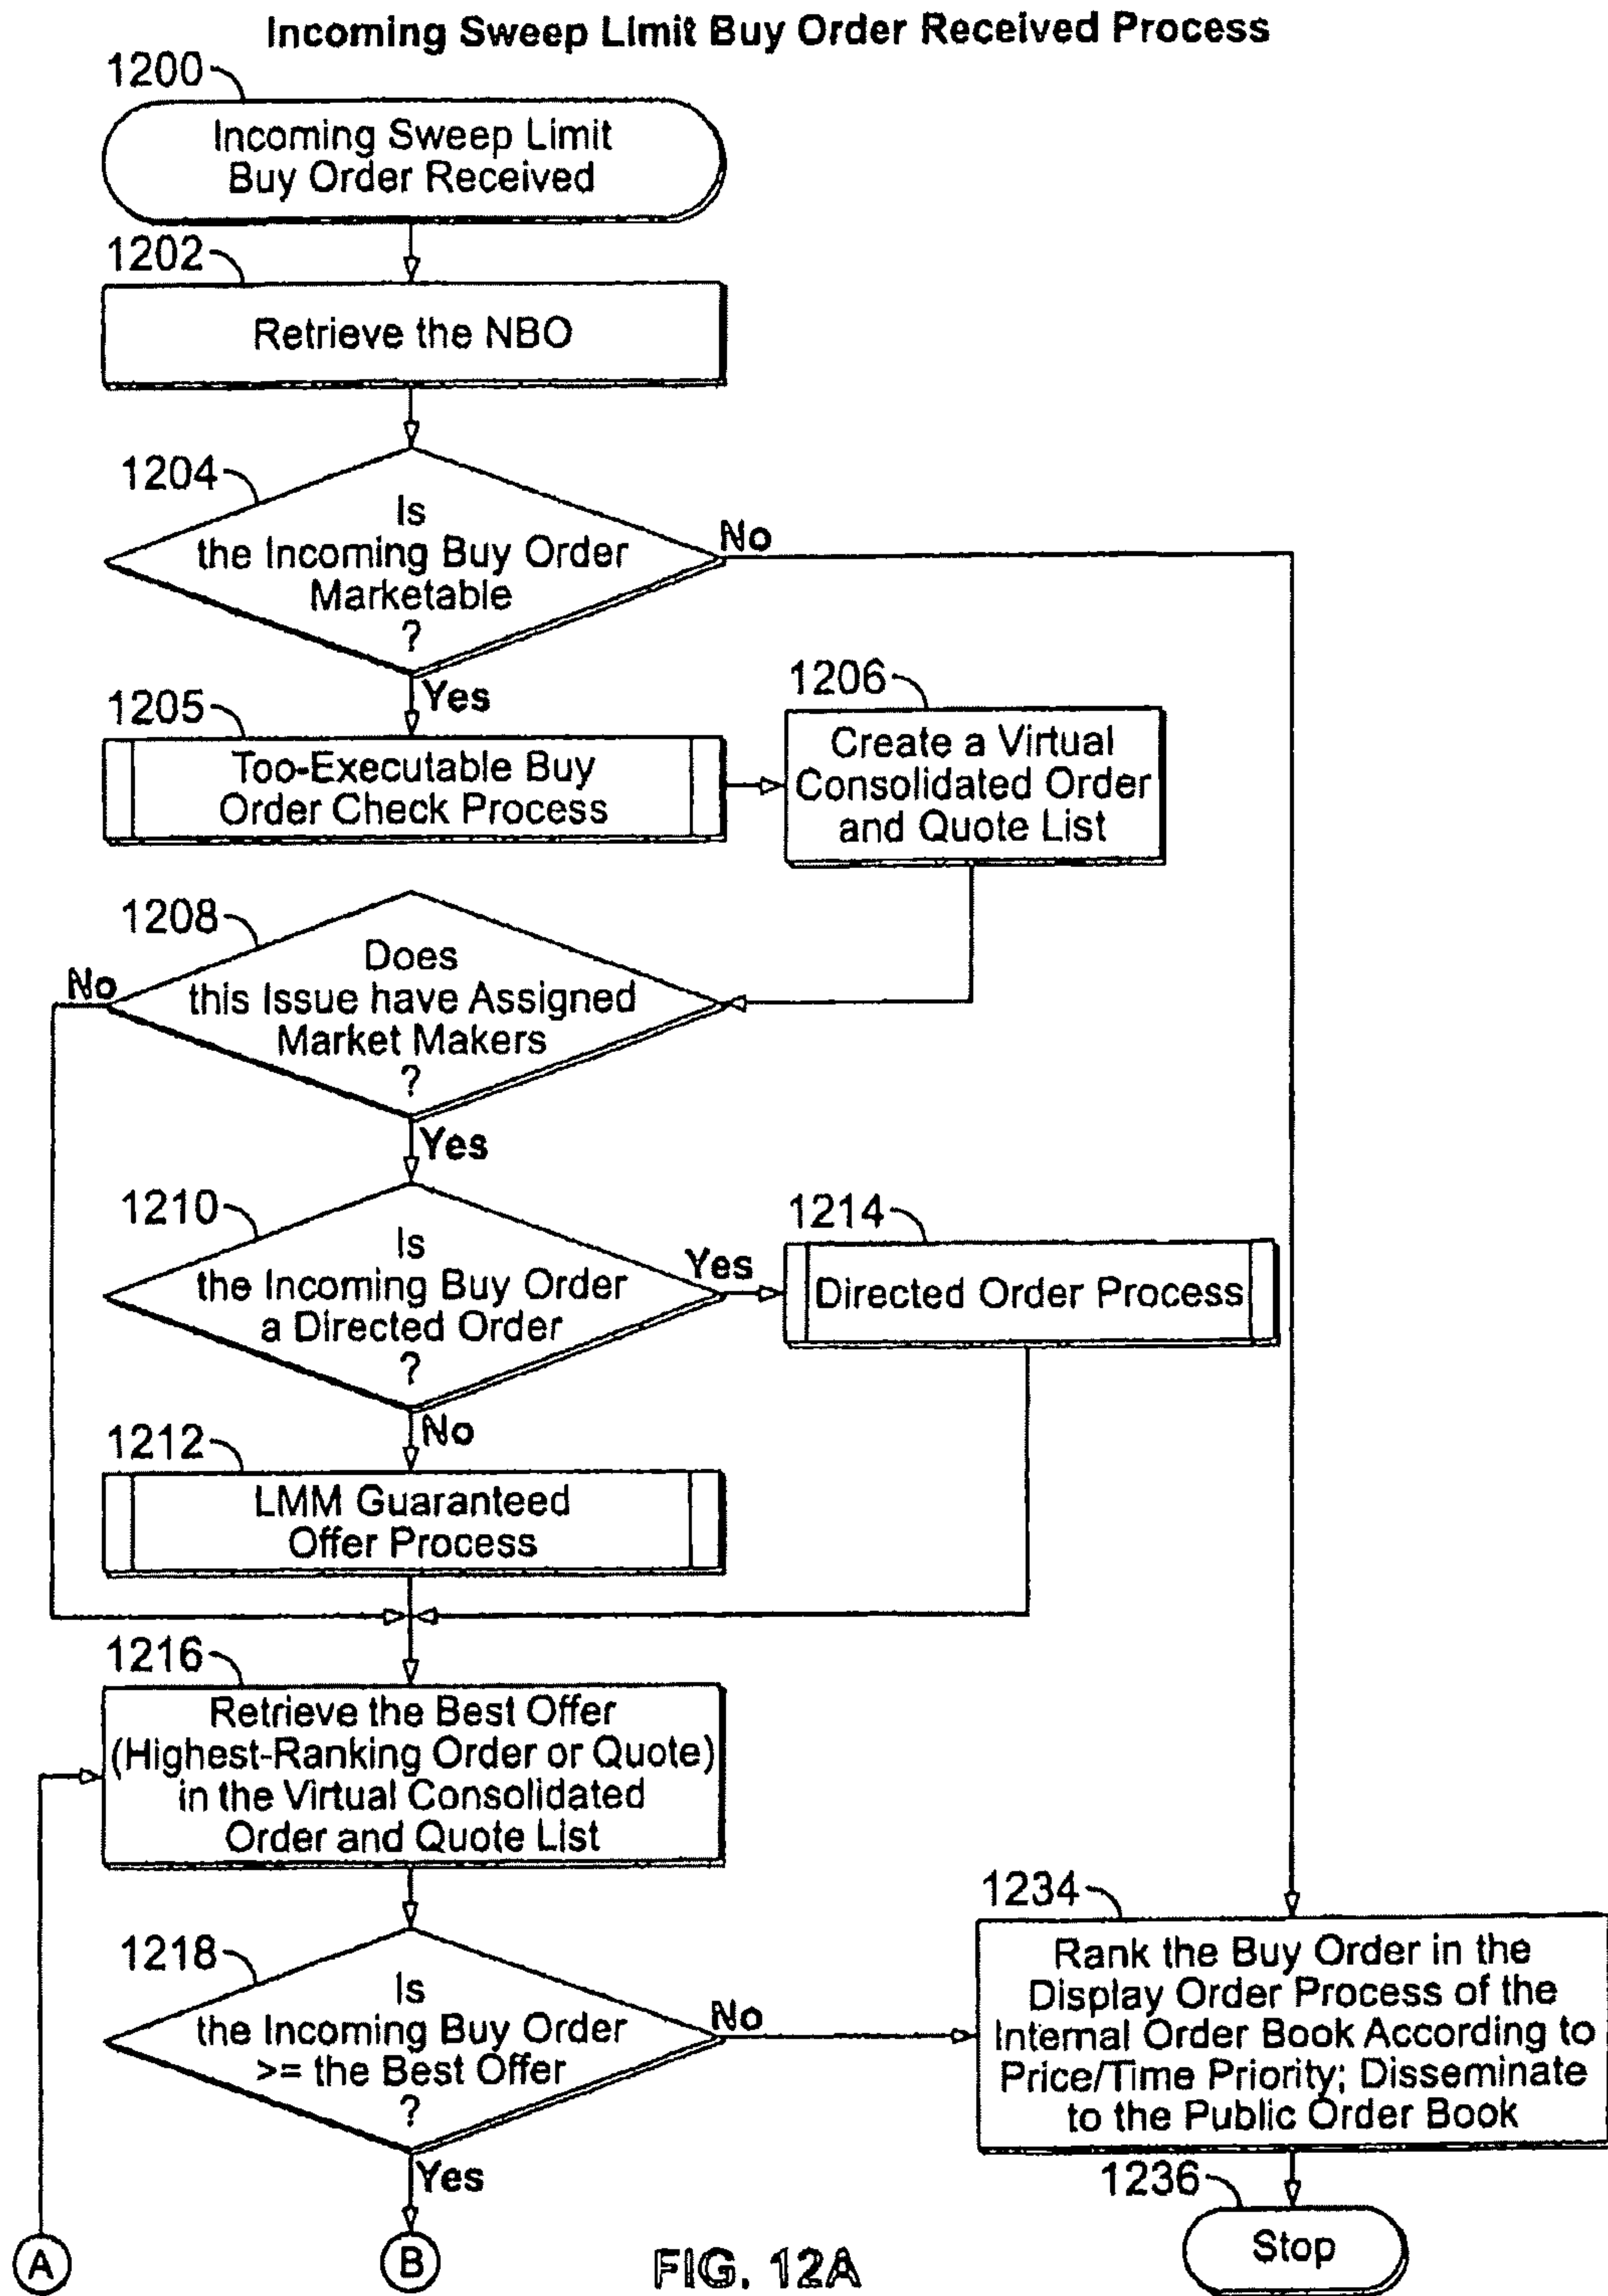 Incoming Sweep Limit Buy Order Received Process
1200
Incoming Sweep Limit
Buy Order Received
1202
Retrieve the NBO
1204
Is
the Incoming Buy Order
Marketable
?
No
Yes
1205
Too-Executable Buy
Order Check Process
1206
Create a Virtual
Consolidated Order
and Quote List
1208
Does
this Issue have Assigned
Market Makers
?
No
Yes
1210
Is
the Incoming Buy Order
a Directed Order
?
Yes
1214
Directed Order Process
No
1212
LMM Guaranteed
Offer Process
1216
Retrieve the Best Offer
(Highest-Ranking Order or Quote)
in the Virtual Consolidated
Order and Quote List
1218
Is
the Incoming Buy Order
>= the Best Offer
?
No
Yes
1234
Rank the Buy Order in the
Display Order Process of the
Internal Order Book According to
Price/Time Priority; Disseminate
to the Public Order Book
1236
Stop
A
B
FIG. 12A